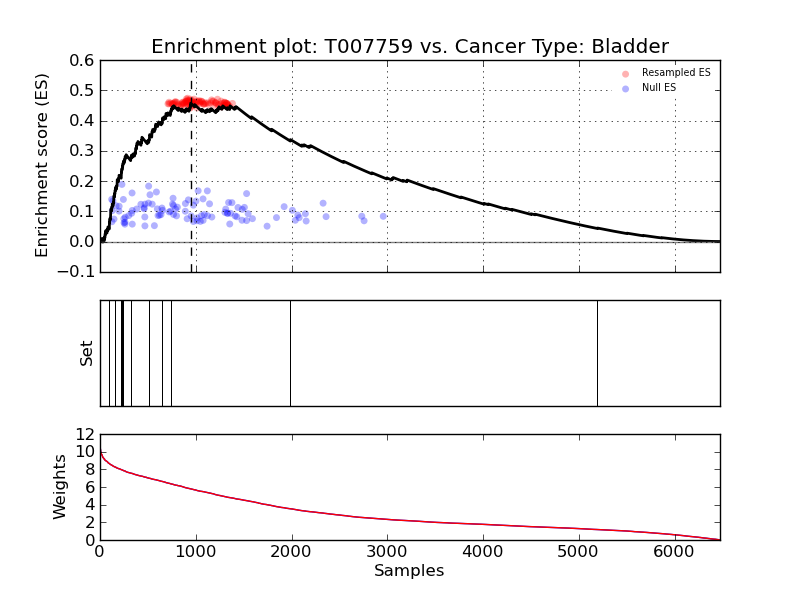 Enrichment plot: T007759 vs. Cancer Type: Bladder
Enrichment score (ES)
0.6
0.5
0.4
0.3
0.2
0.1
0.0
−0.1
Resampled ES
Null ES
Set
Weights
12
10
8
6
4
2
0
0 1000 2000 3000 4000 5000 6000
Samples